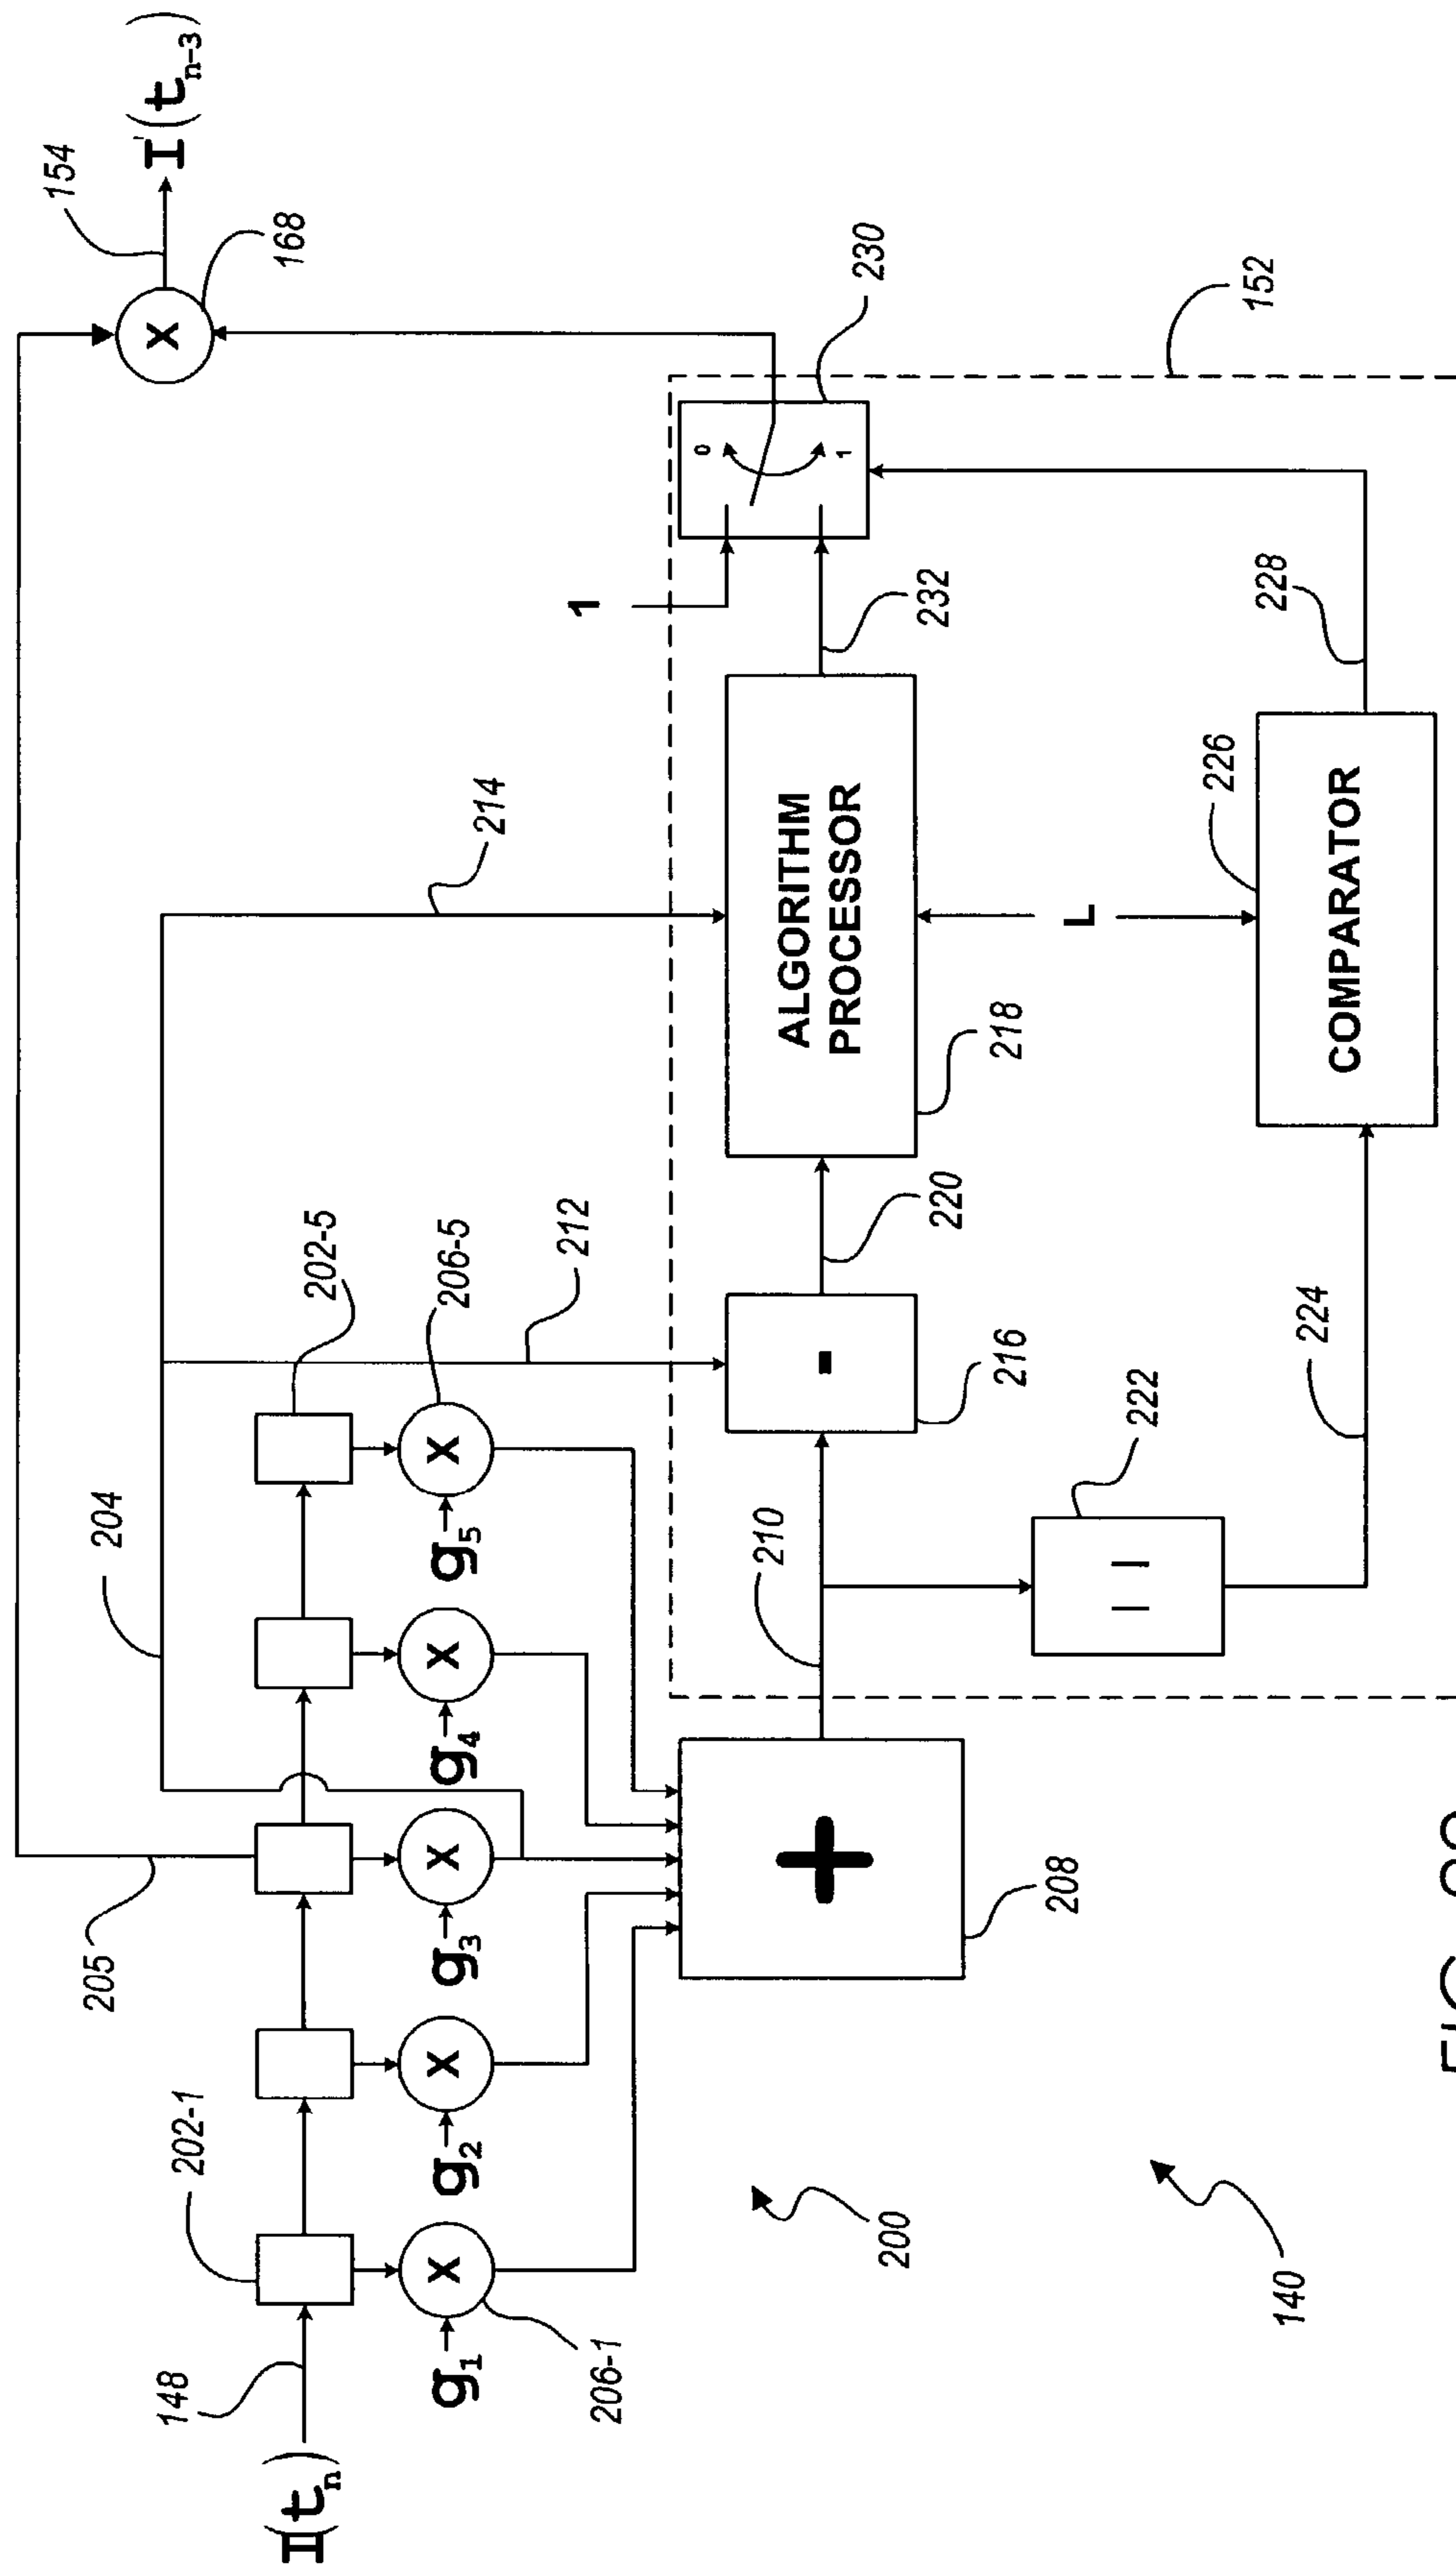 154
I'(tn-3)
168
205
204
214
202-1
202-5
148
I(tn)
g1
X
g2
X
g3
X
g4
X
g5
X
X
206-1
206-5
212
1
0
1
230
152
200
+
208
210
-
216
220
ALGORITHM
PROCESSOR
218
232
L
140
| |
222
224
COMPARATOR
226
228